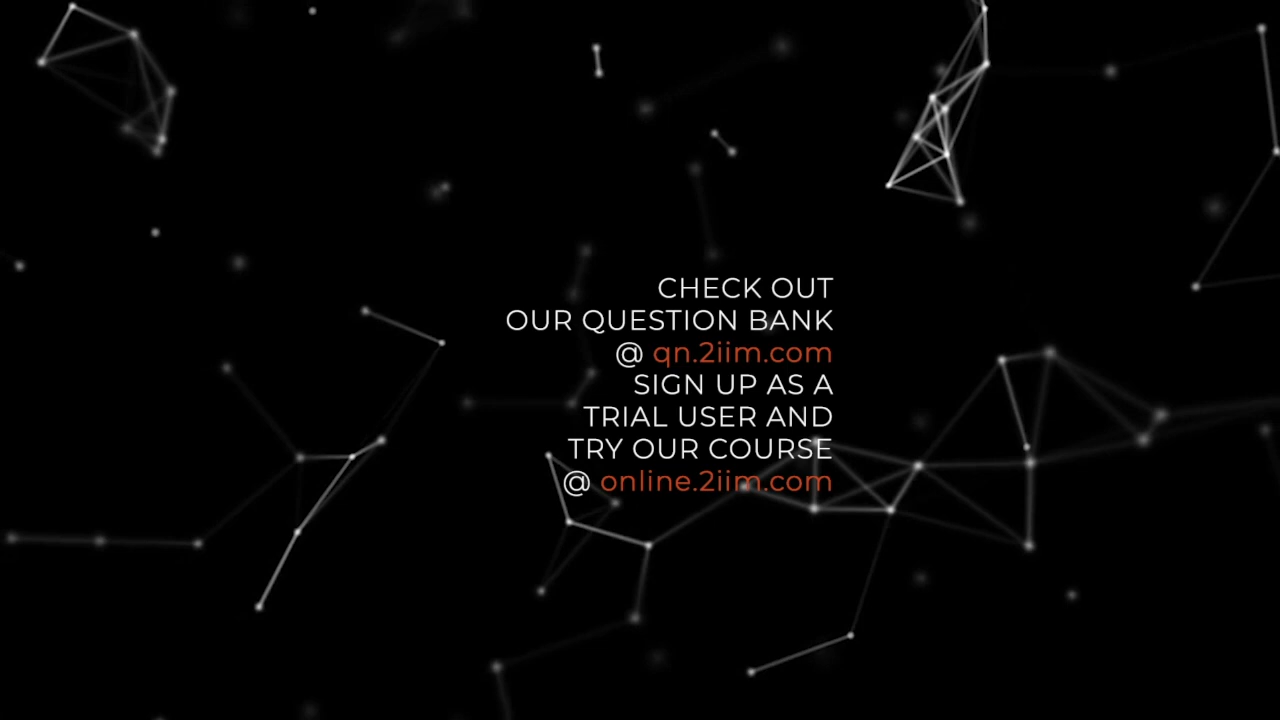 CHECK OUT
OUR QUESTION BANK
@ qn.2iim.com
SIGN UP AS A
TRIAL USER AND
TRY OUR COURSE
@ online.2iim.com